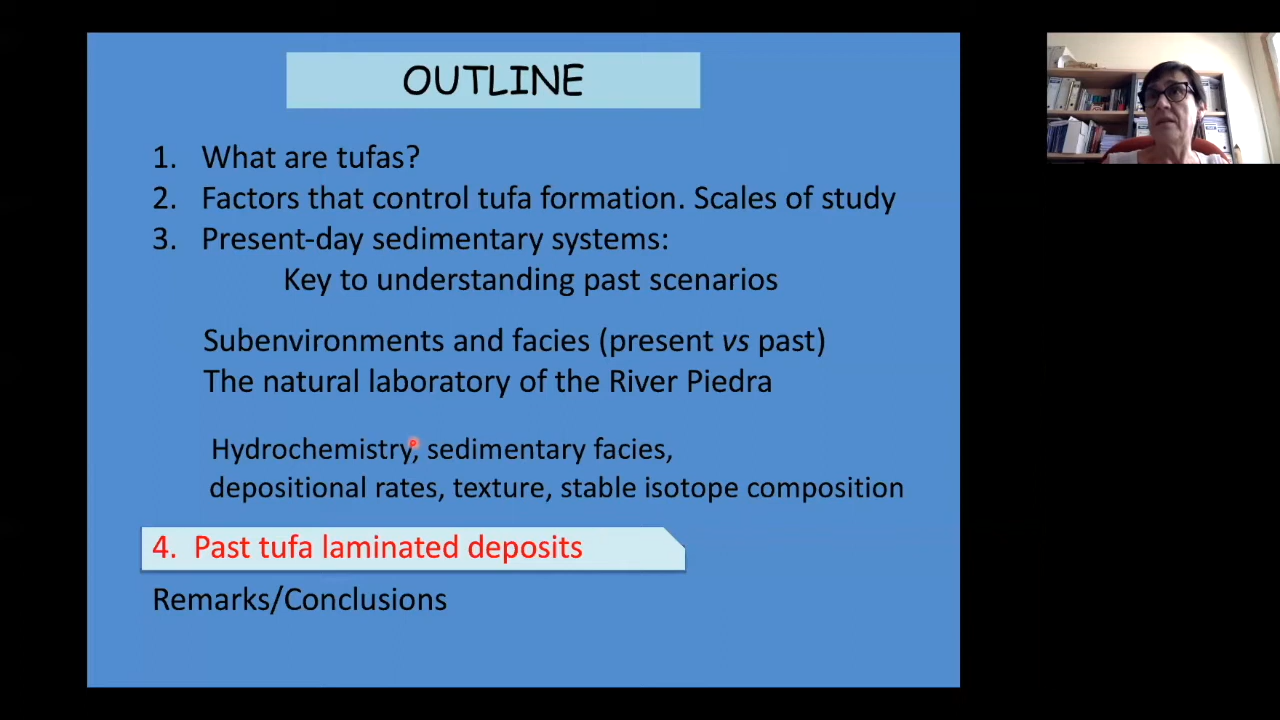 OUTLINE
1. What are tufas?
2. Factors that control tufa formation. Scales of study
3. Present-day sedimentary systems:
Key to understanding past scenarios
Subenvironments and facies (present vs past)
The natural laboratory of the River Piedra
Hydrochemistry, sedimentary facies,
depositional rates, texture, stable isotope composition
4. Past tufa laminated deposits
Remarks/Conclusions